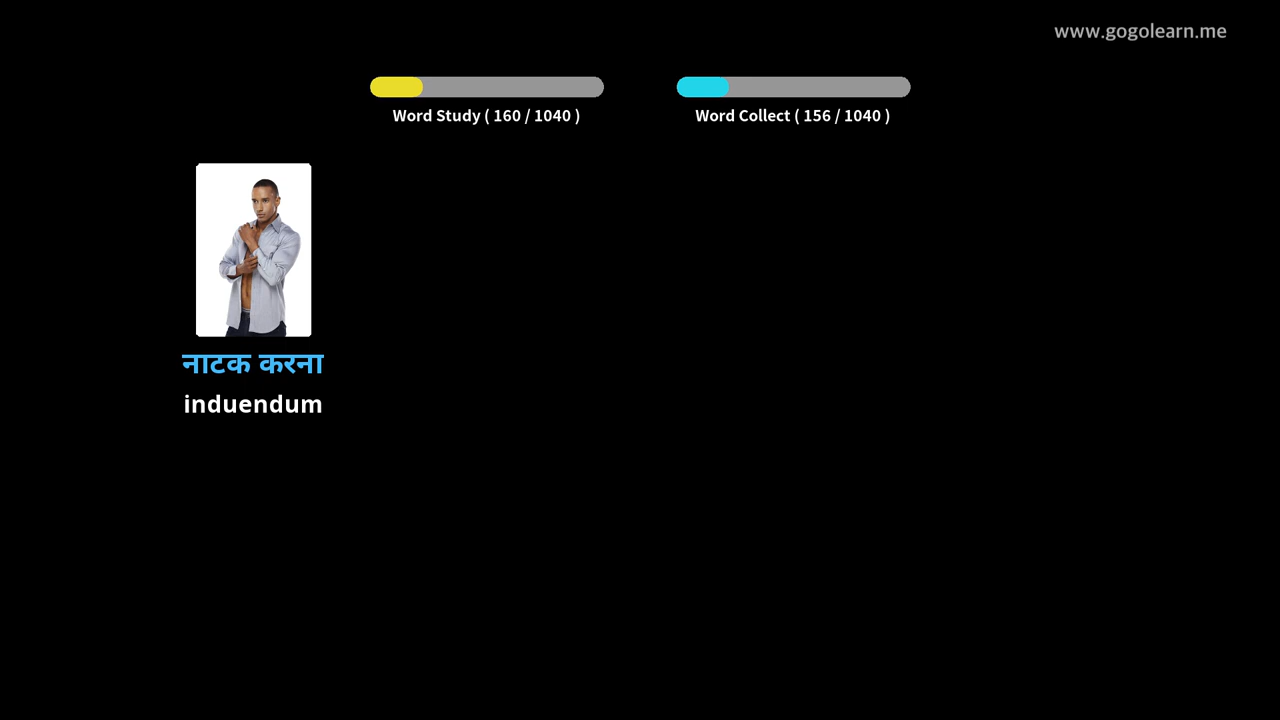 www.gogolearn.me
Word Study ( 160 / 1040 )
Word Collect ( 156 / 1040 )
नाटक करना
induendum